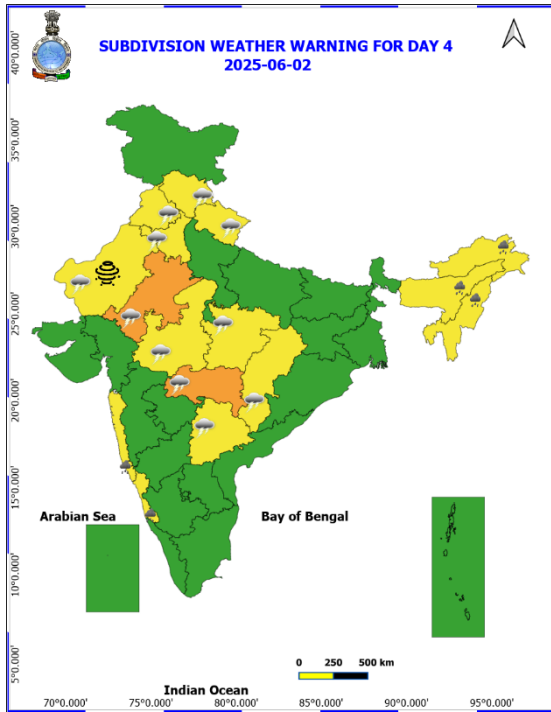 SUBDIVISION WEATHER WARNING FOR DAY 4
2025-06-02
40°0.000'
35°0.000'
30°0.000'
25°0.000'
20°0.000'
15°0.000'
10°0.000'
5°0.000'
Arabian Sea
Bay of Bengal
0 250 500 km
Indian Ocean
70°0.000' 75°0.000' 80°0.000' 85°0.000' 90°0.000' 95°0.000'